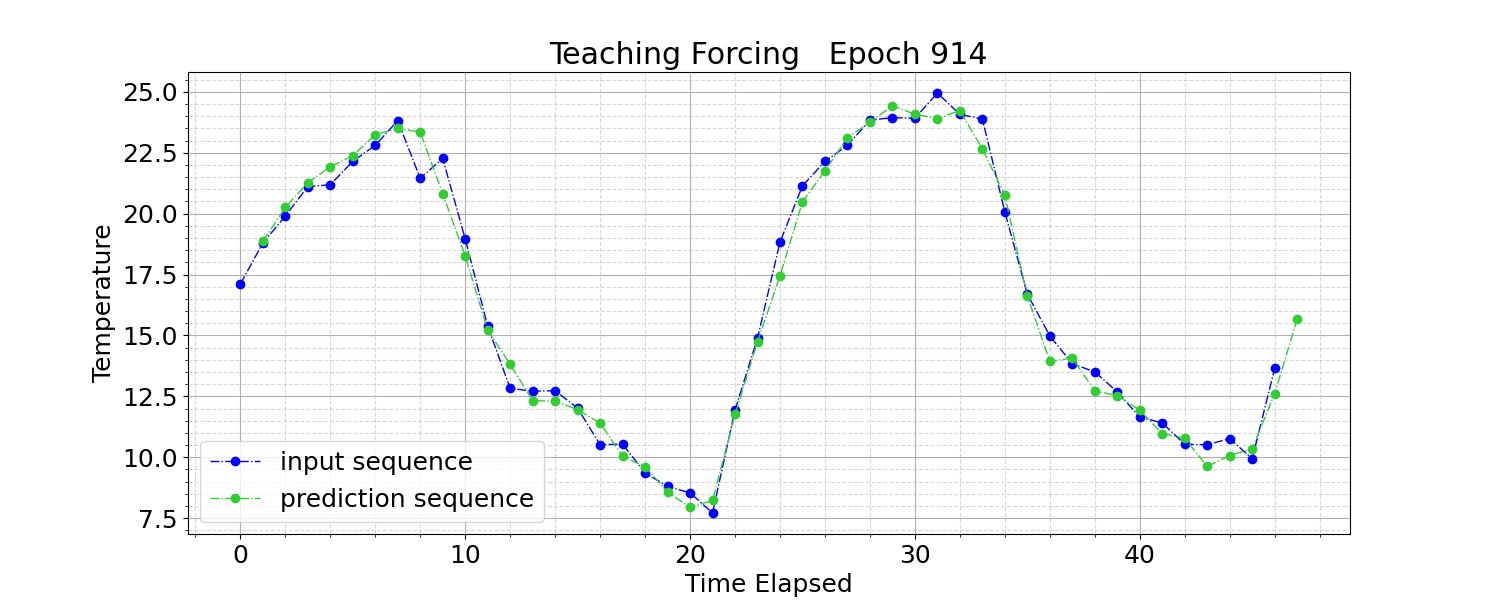 Teaching Forcing   Epoch 914
25.0
22.5
20.0
17.5
15.0
12.5
10.0
7.5
Temperature
input sequence
prediction sequence
0 10 20 30 40
Time Elapsed